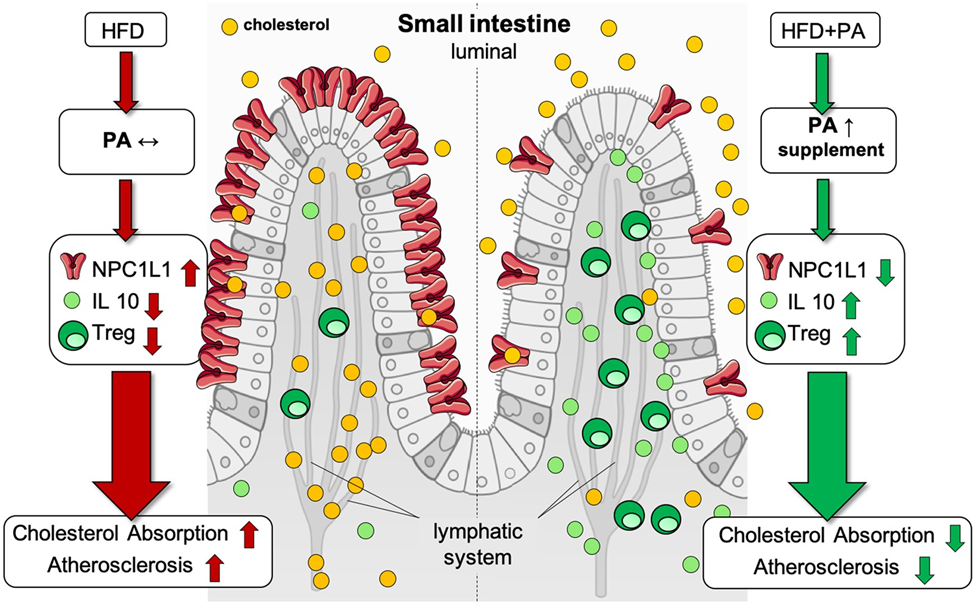 HFD
PA ↔
NPC1L1 ↑
IL 10 ↓
Treg ↓
Cholesterol Absorption ↑
Atherosclerosis ↑
cholesterol
Small intestine
luminal
lymphatic
system
HFD+PA
PA ↑
supplement
NPC1L1 ↓
IL 10 ↑
Treg ↑
Cholesterol Absorption ↓
Atherosclerosis ↓